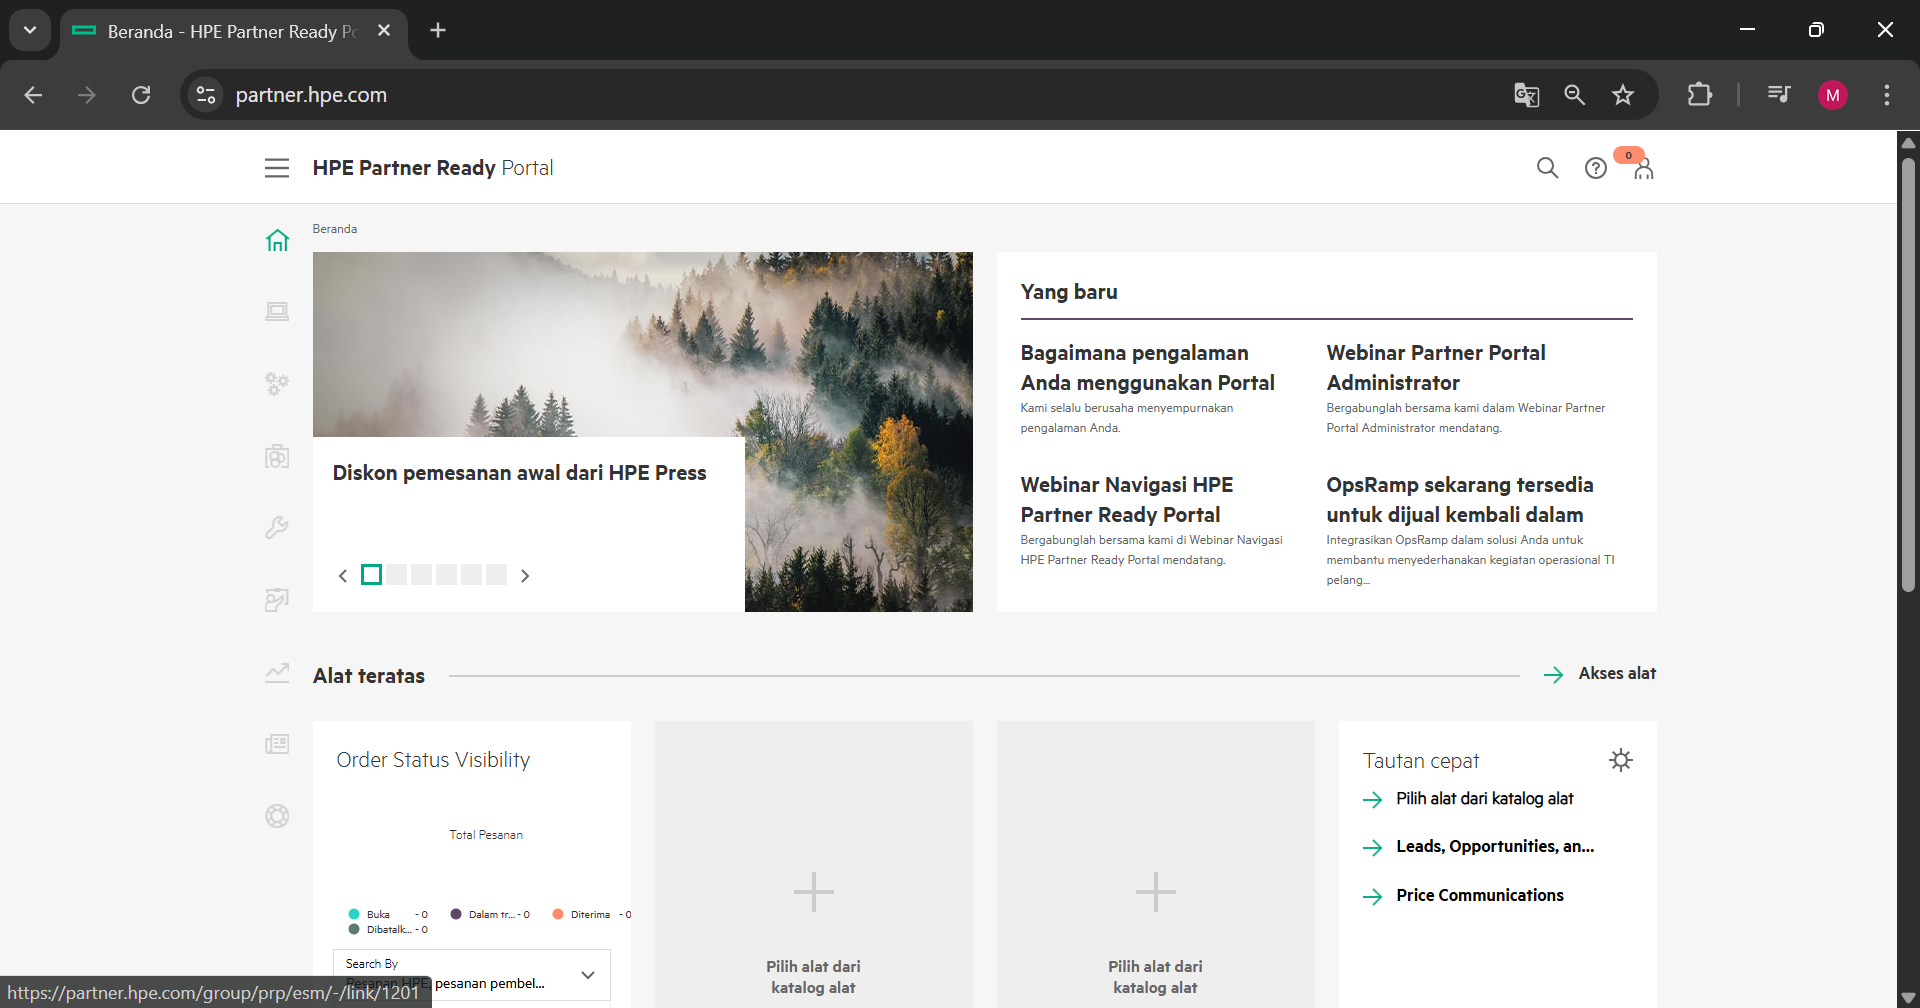 Beranda - HPE Partner Ready Po
partner.hpe.com
M
HPE Partner Ready Portal
0
Beranda
Diskon pemesanan awal dari HPE Press
Yang baru
Bagaimana pengalaman
Anda menggunakan Portal
Kami selalu berusaha menyempurnakan
pengalaman Anda.
Webinar Partner Portal
Administrator
Bergabunglah bersama kami dalam Webinar Partner
Portal Administrator mendatang.
Webinar Navigasi HPE
Partner Ready Portal
Bergabunglah bersama kami di Webinar Navigasi
HPE Partner Ready Portal mendatang.
OpsRamp sekarang tersedia
untuk dijual kembali dalam
Integrasikan OpsRamp dalam solusi Anda untuk
membantu menyederhanakan kegiatan operasional TI
pelang...
Alat teratas
Akses alat
Order Status Visibility
Total Pesanan
Buka - 0
Dalam tr... - 0
Diterima - 0
Dibatalk... - 0
Search By
Pesanan HPE, pesanan pembel...
Pilih alat dari
katalog alat
Pilih alat dari
katalog alat
Tautan cepat
Pilih alat dari katalog alat
Leads, Opportunities, an...
Price Communications
https://partner.hpe.com/group/prp/esm/-/link/1201